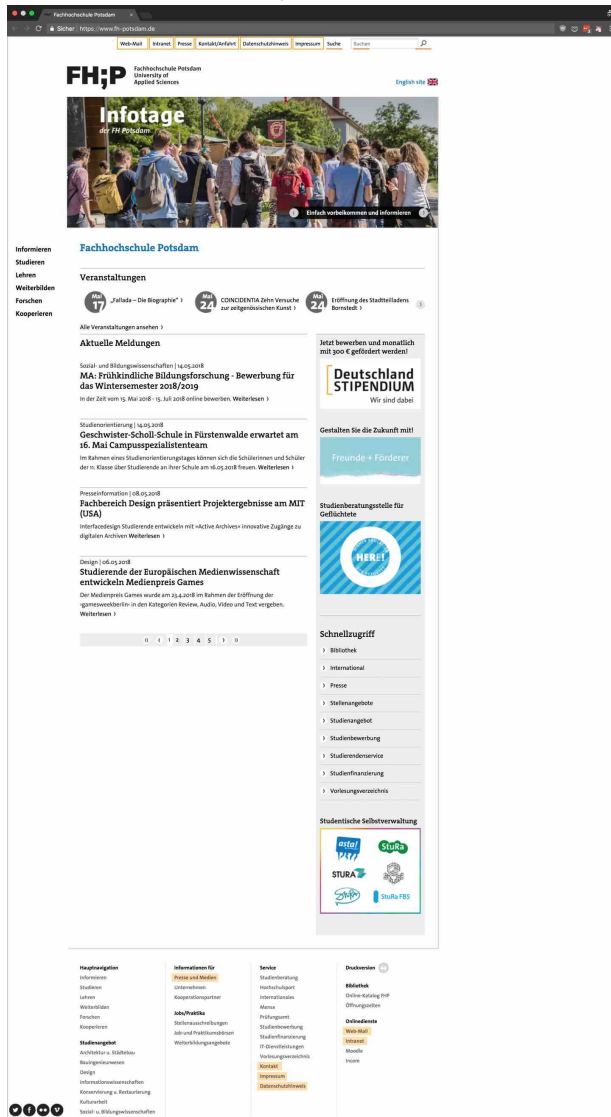 Fachhochschule Potsdam
Sicher https://www.fh-potsdam.de
Web-Mail Intranet Presse Kontakt/Anfahrt Datenschutzhinweis Impressum Suche Suchen
FH;P Fachhochschule Potsdam
University of
Applied Sciences
English site
Infotage
der FH Potsdam
Einfach vorbeikommen und informieren
Informieren
Studieren
Lehren
Weiterbilden
Forschen
Kooperieren
Fachhochschule Potsdam
Veranstaltungen
Mai 17 „Fallada – Die Biographie“ ›
Mai 24 COINCIDENTIA Zehn Versuche
zur zeitgenössischen Kunst ›
Mai 24 Eröffnung des Stadtteilladens
Bornstedt ›
Alle Veranstaltungen ansehen ›
Aktuelle Meldungen
Sozial- und Bildungswissenschaften | 14.05.2018
MA: Frühkindliche Bildungsforschung - Bewerbung für
das Wintersemester 2018/2019
In der Zeit vom 15. Mai 2018 - 15. Juli 2018 online bewerben. Weiterlesen ›
Studienorientierung | 14.05.2018
Geschwister-Scholl-Schule in Fürstenwalde erwartet am
16. Mai Campusspezialistenteam
Im Rahmen eines Studienorientierungstages können sich die Schülerinnen und Schüler
der 11. Klasse über Studierende an ihrer Schule am 16.05.2018 freuen. Weiterlesen ›
Presseinformation | 08.05.2018
Fachbereich Design präsentiert Projektergebnisse am MIT
(USA)
Interfacedesign Studierende entwickeln mit »Active Archives« innovative Zugänge zu
digitalen Archiven Weiterlesen ›
Design | 06.05.2018
Studierende der Europäischen Medienwissenschaft
entwickeln Medienpreis Games
Der Medienpreis Games wurde am 23.4.2018 im Rahmen der Eröffnung der
›gamesweekberlin‹ in den Kategorien Review, Audio, Video und Text vergeben.
Weiterlesen ›
« ‹ 1 2 3 4 5 › »
Jetzt bewerben und monatlich
mit 300 € gefördert werden!
Deutschland
STIPENDIUM
Wir sind dabei
Gestalten Sie die Zukunft mit!
Freunde + Förderer
Studienberatungsstelle für
Geflüchtete
HERE!
Schnellzugriff
› Bibliothek
› International
› Presse
› Stellenangebote
› Studienangebot
› Studienbewerbung
› Studierendenservice
› Studienfinanzierung
› Vorlesungsverzeichnis
Studentische Selbstverwaltung
asta!
StuRa
STURA
StuRa FB5
Hauptnavigation
Informieren
Studieren
Lehren
Weiterbilden
Forschen
Kooperieren
Studienangebot
Architektur u. Städtebau
Bauingenieurwesen
Design
Informationswissenschaften
Konservierung u. Restaurierung
Kulturarbeit
Sozial- u. Bildungswissenschaften
Informationen für
Presse und Medien
Unternehmen
Kooperationspartner
Jobs/Praktika
Stellenausschreibungen
Job-und Praktikumsbörsen
Weiterbildungsangebote
Service
Studienberatung
Hochschulsport
Internationales
Mensa
Prüfungsamt
Studienbewerbung
Studienfinanzierung
IT-Dienstleistungen
Vorlesungsverzeichnis
Kontakt
Impressum
Datenschutzhinweis
Druckversion
Bibliothek
Online-Katalog FHP
Öffnungszeiten
Onlinedienste
Web-Mail
Intranet
Moodle
Incom